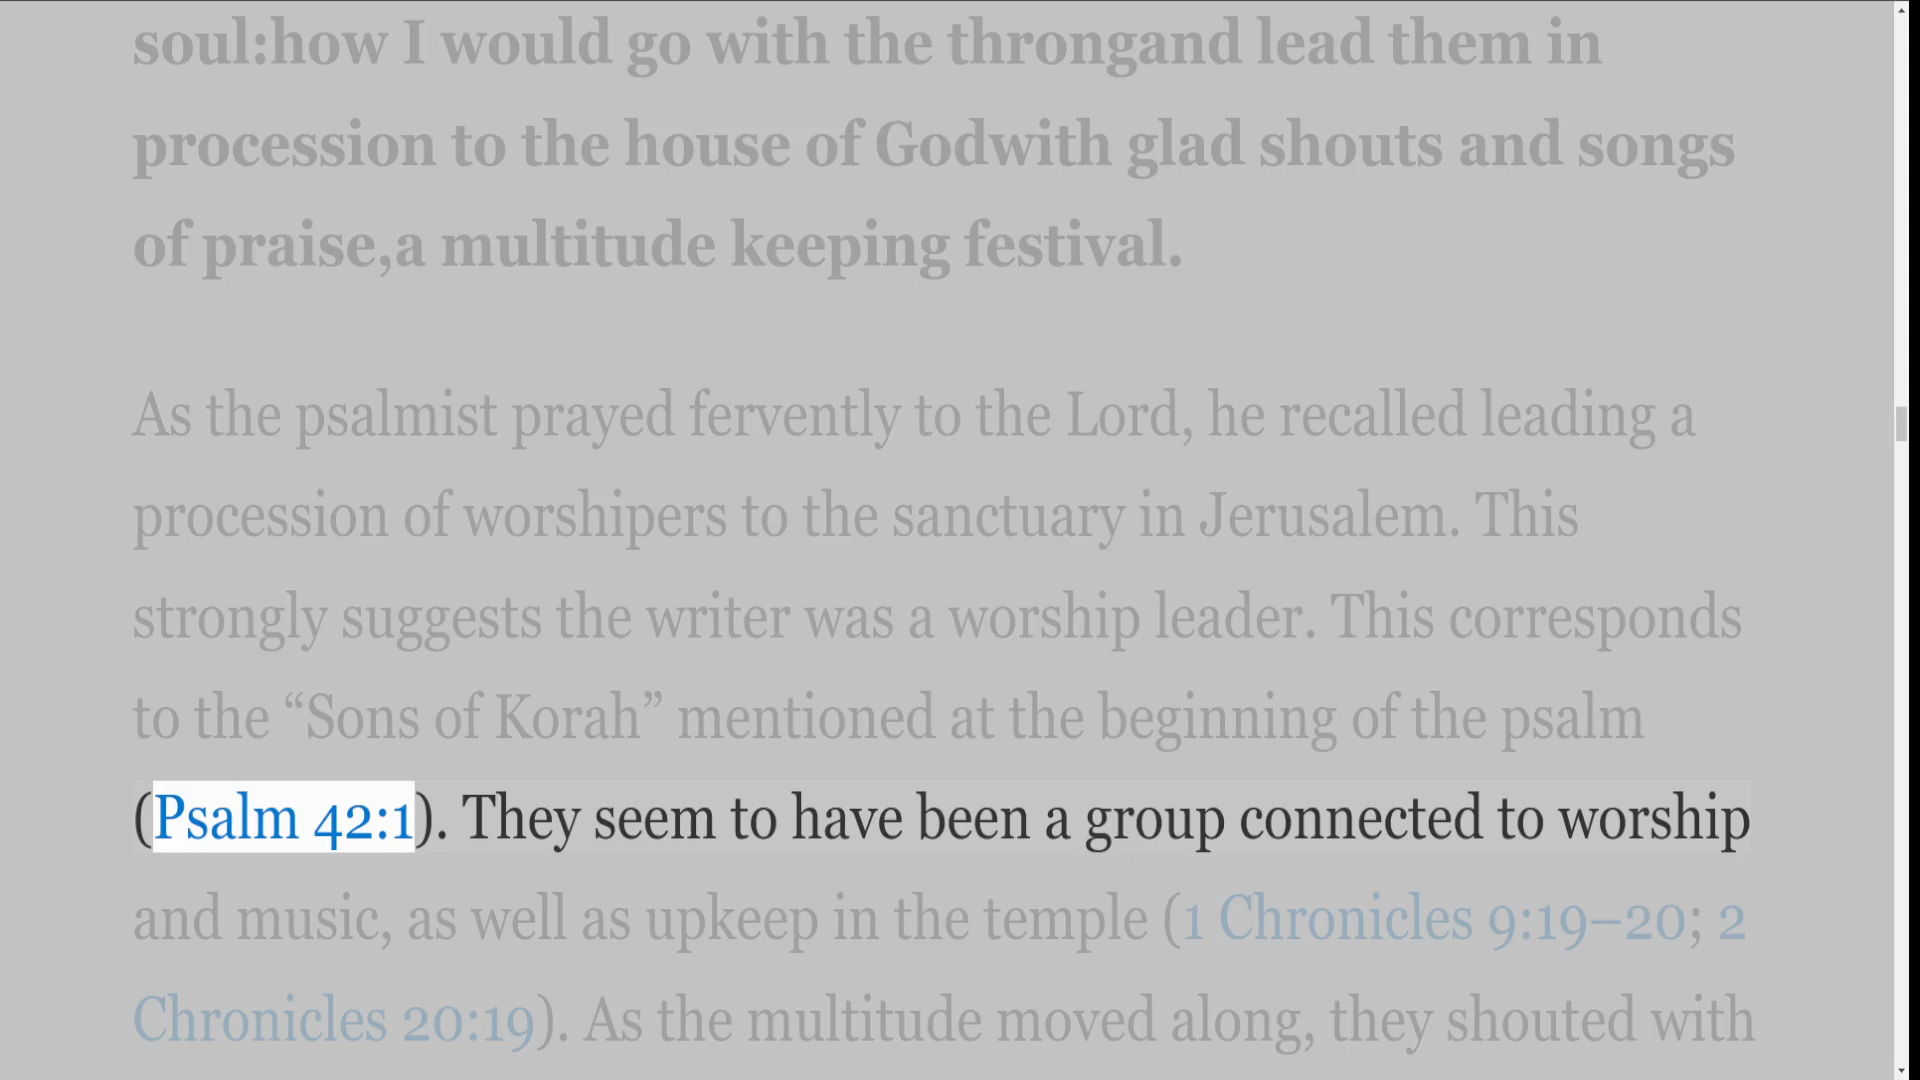 soul:how I would go with the throngand lead them in
procession to the house of Godwith glad shouts and songs
of praise,a multitude keeping festival.
As the psalmist prayed fervently to the Lord, he recalled leading a
procession of worshipers to the sanctuary in Jerusalem. This
strongly suggests the writer was a worship leader. This corresponds
to the “Sons of Korah” mentioned at the beginning of the psalm
(Psalm 42:1). They seem to have been a group connected to worship
and music, as well as upkeep in the temple (1 Chronicles 9:19–20; 2
Chronicles 20:19). As the multitude moved along, they shouted with